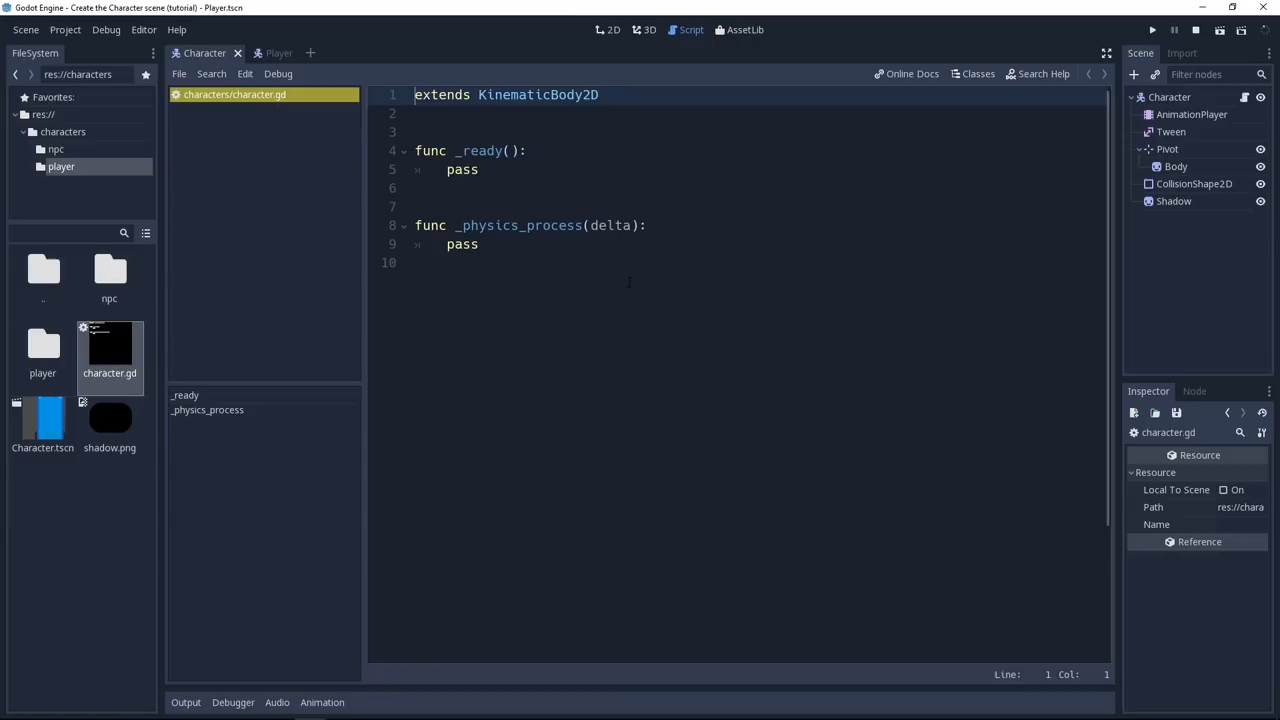 Godot Engine - Create the Character scene (tutorial) - Player.tscn
Scene Project Debug Editor Help
2D 3D Script AssetLib
FileSystem
res://characters
Favorites:
res://
characters
npc
player
..
npc
player
character.gd
Character.tscn
shadow.png
Character Player
File Search Edit Debug
Online Docs Classes Search Help
characters/character.gd
_ready
_physics_process
1 extends KinematicBody2D
2
3
4 func _ready():
5 pass
6
7
8 func _physics_process(delta):
9 pass
10
Line: 1 Col: 1
Output Debugger Audio Animation
Scene Import
Filter nodes
Character
AnimationPlayer
Tween
Pivot
Body
CollisionShape2D
Shadow
Inspector Node
character.gd
Resource
Resource
Local To Scene On
Path res://chara
Name
Reference